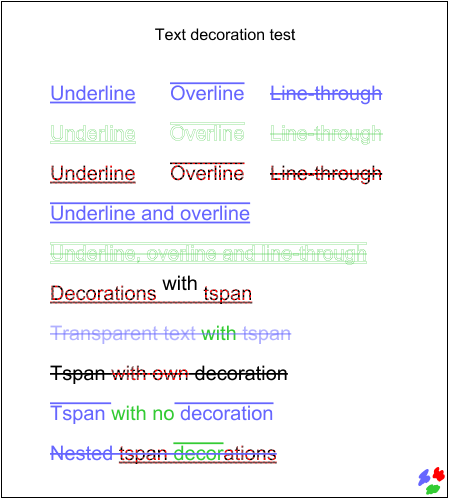 Text decoration test
Underline Overline Line-through
Underline Overline Line-through
Underline Overline Line-through
Underline and overline
Underline, overline and line-through
Decorations with tspan
Transparent text with tspan
Tspan with own decoration
Tspan with no decoration
Nested tspan decorations